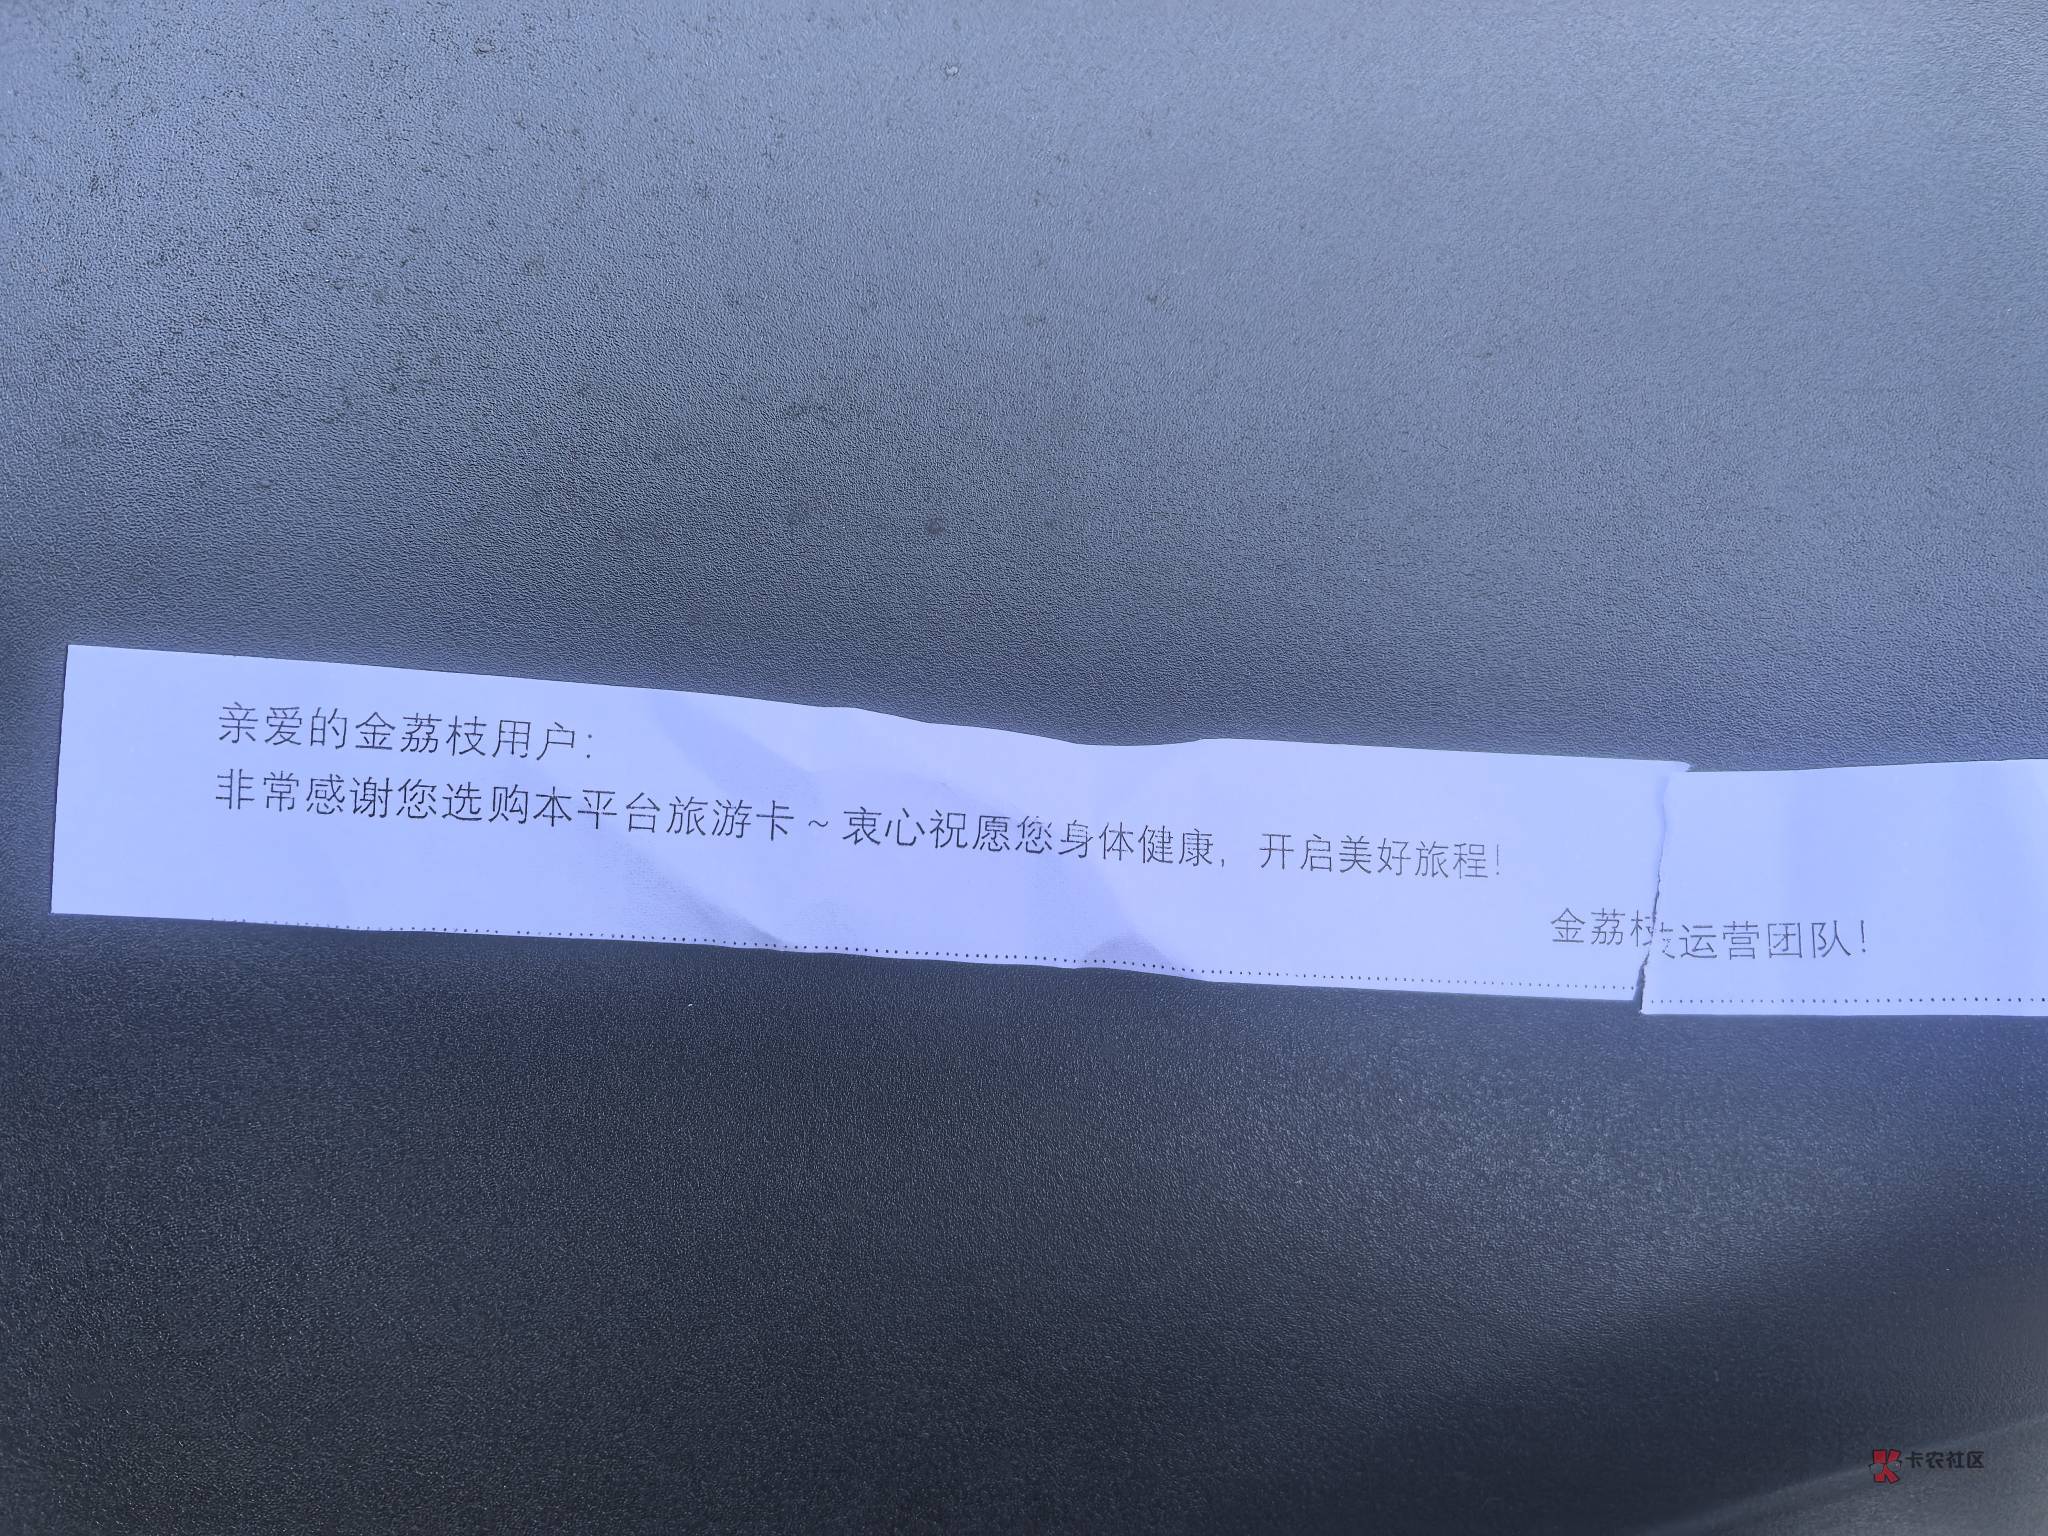 亲爱的金荔枝用户：
非常感谢您选购本平台旅游卡～衷心祝愿您身体健康，开启美好旅程！
金荔枝运营团队！
卡农社区